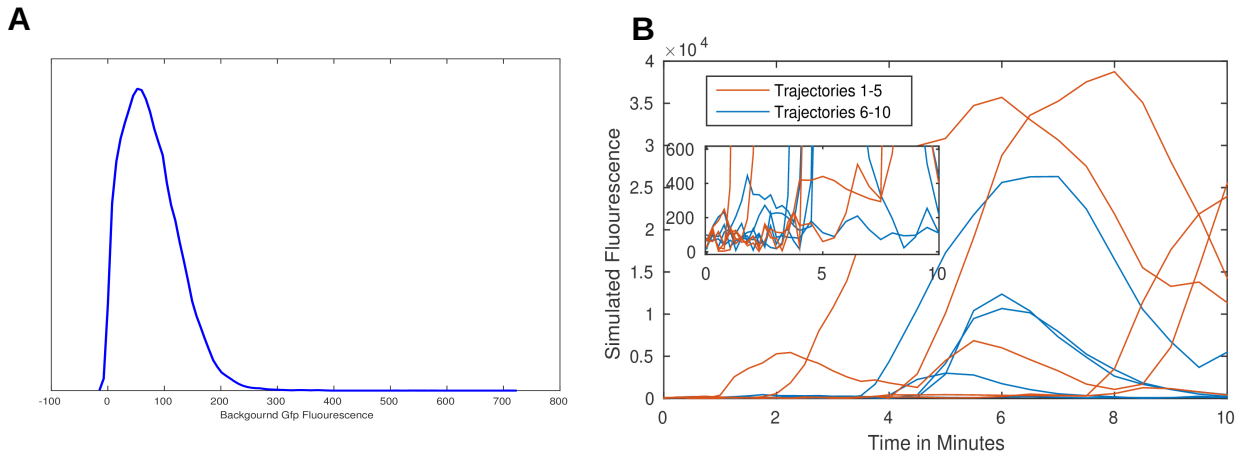 A
-100 0 100 200 300 400 500 600 700 800
Backgournd Gfp Fluouresence
B
×10 4
4
3.5
3
2.5
2
1.5
1
0.5
0
Simulated Fluorescence
Trajectories 1-5
Trajectories 6-10
600
400
200
0
0 5 10
0 2 4 6 8 10
Time in Minutes